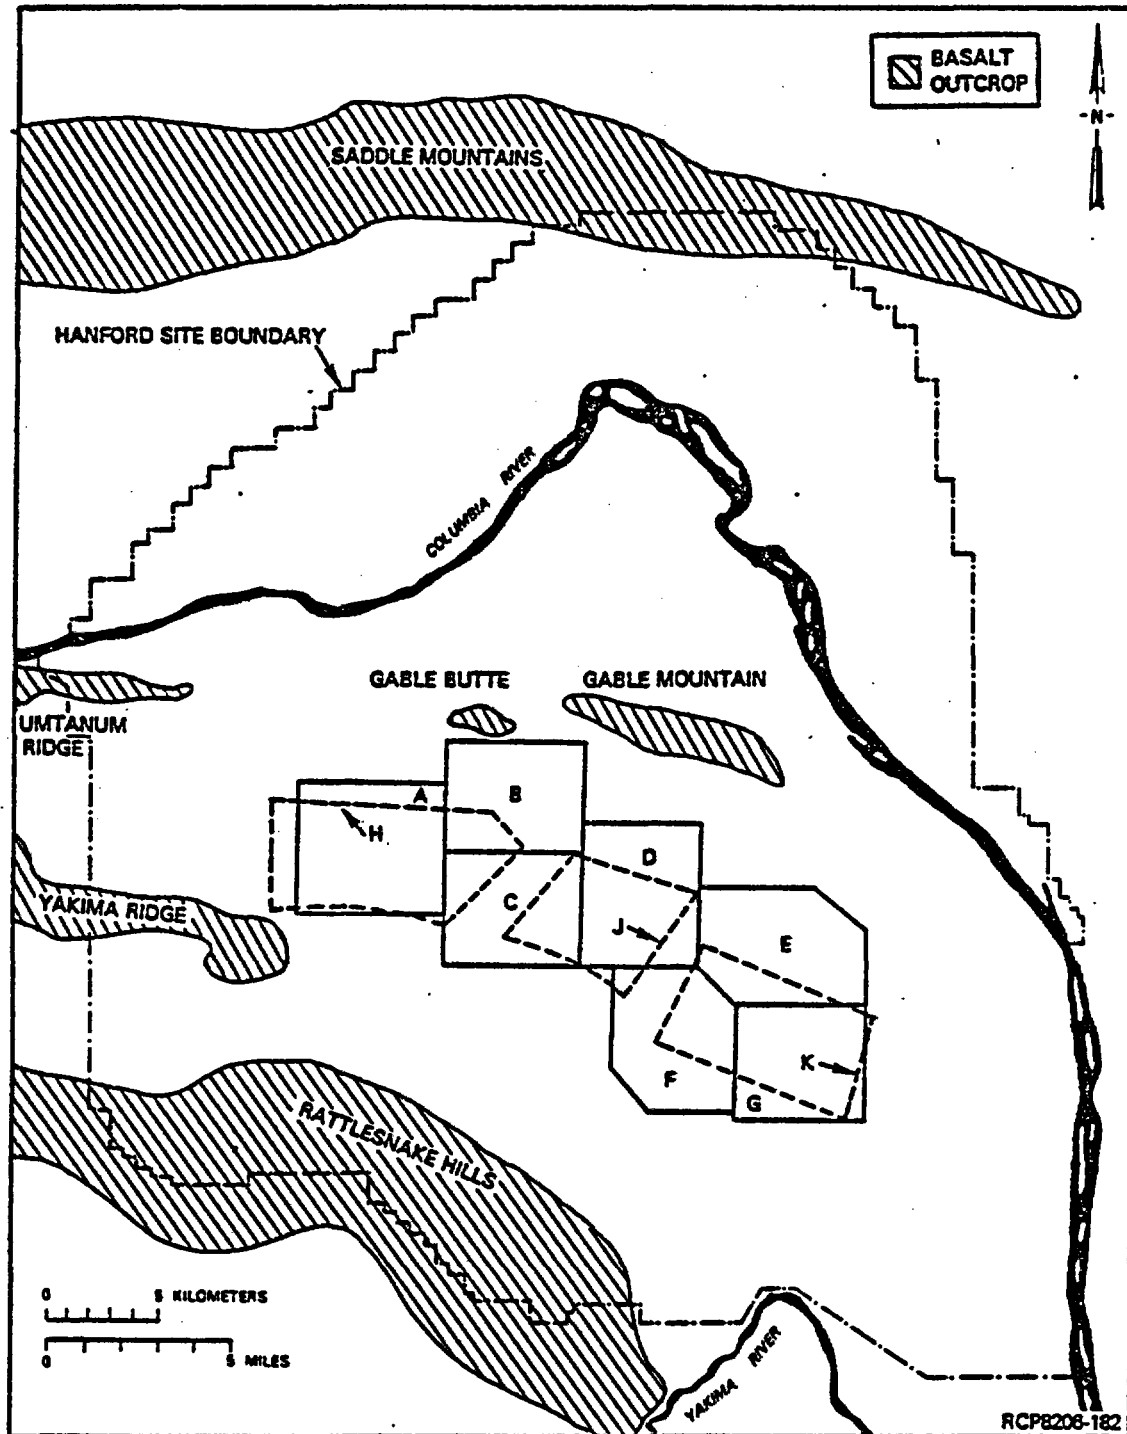 BASALT
OUTCROP
-N-
SADDLE MOUNTAINS
HANFORD SITE BOUNDARY
COLUMBIA RIVER
GABLE BUTTE
GABLE MOUNTAIN
UMTANUM
RIDGE
A
B
H
D
YAKIMA RIDGE
C
J
E
K
F
G
RATTLESNAKE HILLS
0 5 KILOMETERS
0 5 MILES
YAKIMA RIVER
RCP8206-182